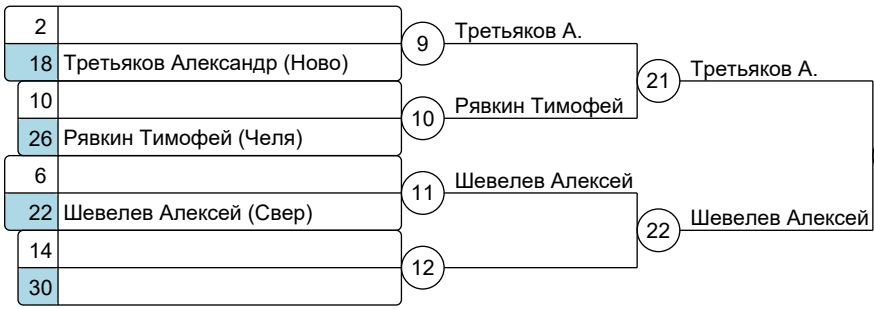 2
9
Третьяков А.
18 Третьяков Александр (Ново)
21
Третьяков А.
10
10
Рявкин Тимофей
26 Рявкин Тимофей (Челя)
6
11
Шевелев Алексей
22 Шевелев Алексей (Свер)
22
Шевелев Алексей
14
12
30